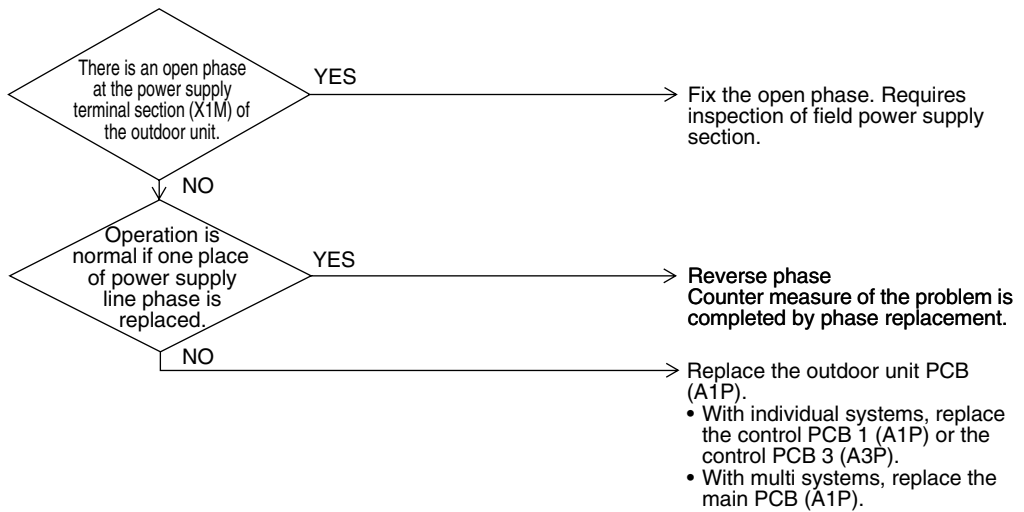 There is an open phase
at the power supply
terminal section (X1M) of
the outdoor unit.
YES
Fix the open phase. Requires
inspection of field power supply
section.
NO
Operation is
normal if one place
of power supply
line phase is
replaced.
YES
Reverse phase
Counter measure of the problem is
completed by phase replacement.
NO
Replace the outdoor unit PCB
(A1P).
• With individual systems, replace
the control PCB 1 (A1P) or the
control PCB 3 (A3P).
• With multi systems, replace the
main PCB (A1P).